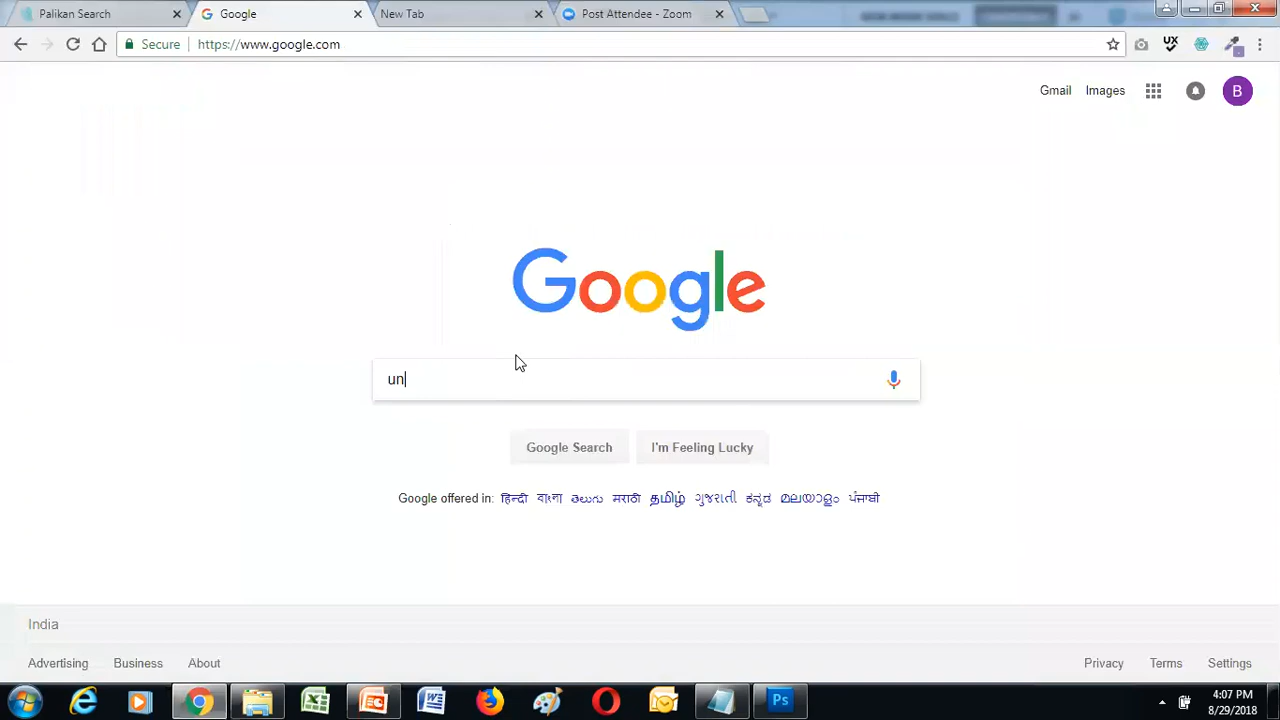 Palikan Search
Google
New Tab
Post Attendee - Zoom
Secure
https://www.google.com
UX
Gmail
Images
B
Google
un
Google Search
I'm Feeling Lucky
Google offered in: हिन्दी বাংলা తెలుగు मराठी தமிழ் ગુજરાતી ಕನ್ನಡ മലയാളം ਪੰਜਾਬੀ
India
Advertising
Business
About
Privacy
Terms
Settings
Ps
4:07 PM
8/29/2018